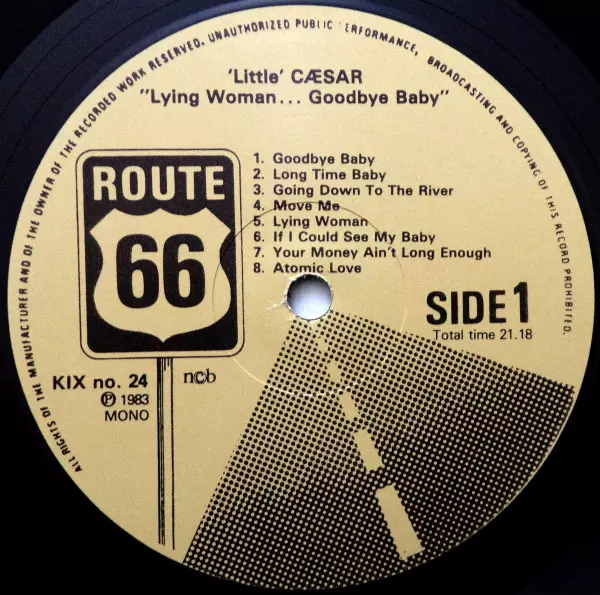 ALL RIGHTS OF THE MANUFACTURER AND OF THE OWNER OF THE RECORDED WORK RESERVED. UNAUTHORIZED PUBLIC PERFORMANCE, BROADCASTING AND COPYING OF THIS RECORD PROHIBITED.
'Little' CÆSAR
"Lying Woman... Goodbye Baby"
ROUTE
66
1. Goodbye Baby
2. Long Time Baby
3. Going Down To The River
4. Move Me
5. Lying Woman
6. If I Could See My Baby
7. Your Money Ain't Long Enough
8. Atomic Love
SIDE 1
Total time 21.18
KIX no. 24
ncb
℗ 1983
MONO